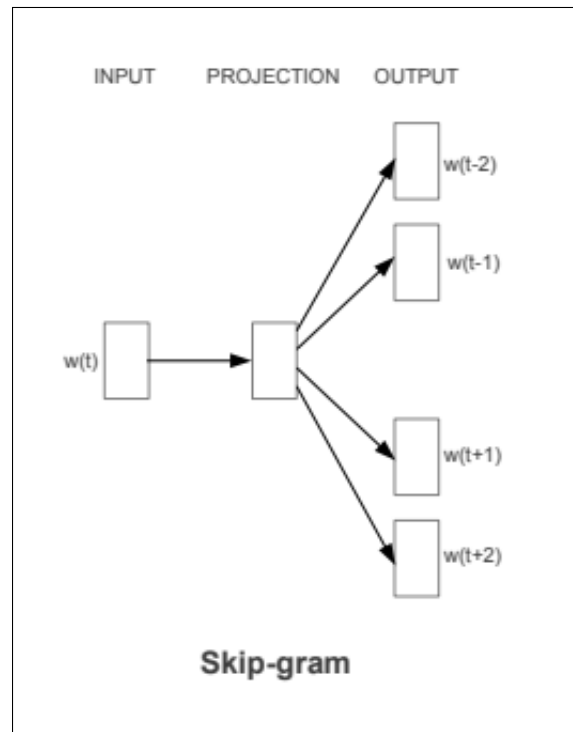 INPUT PROJECTION OUTPUT
w(t-2)
w(t-1)
w(t)
w(t+1)
w(t+2)
Skip-gram